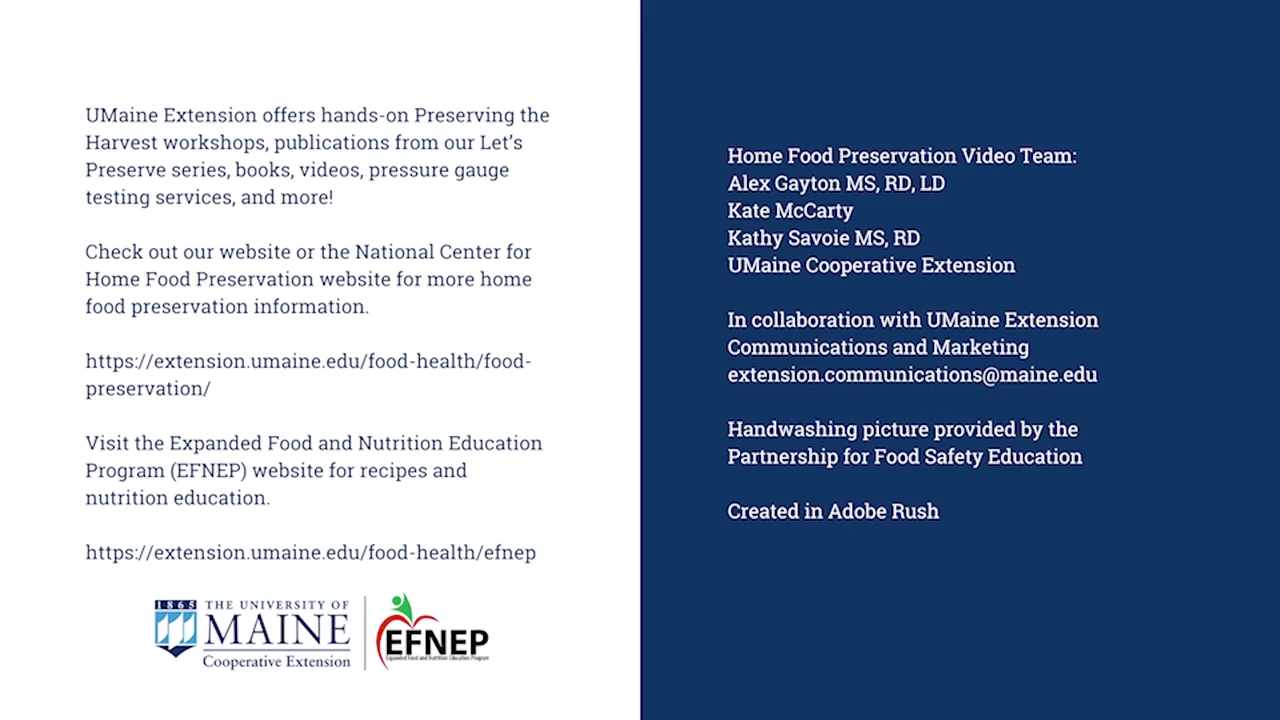 UMaine Extension offers hands-on Preserving the
Harvest workshops, publications from our Let's
Preserve series, books, videos, pressure gauge
testing services, and more!
Check out our website or the National Center for
Home Food Preservation website for more home
food preservation information.
https://extension.umaine.edu/food-health/food-
preservation/
Visit the Expanded Food and Nutrition Education
Program (EFNEP) website for recipes and
nutrition education.
https://extension.umaine.edu/food-health/efnep
1865
THE UNIVERSITY OF
MAINE
Cooperative Extension
EFNEP
Expanded Food and Nutrition Education Program
Home Food Preservation Video Team:
Alex Gayton MS, RD, LD
Kate McCarty
Kathy Savoie MS, RD
UMaine Cooperative Extension
In collaboration with UMaine Extension
Communications and Marketing
extension.communications@maine.edu
Handwashing picture provided by the
Partnership for Food Safety Education
Created in Adobe Rush